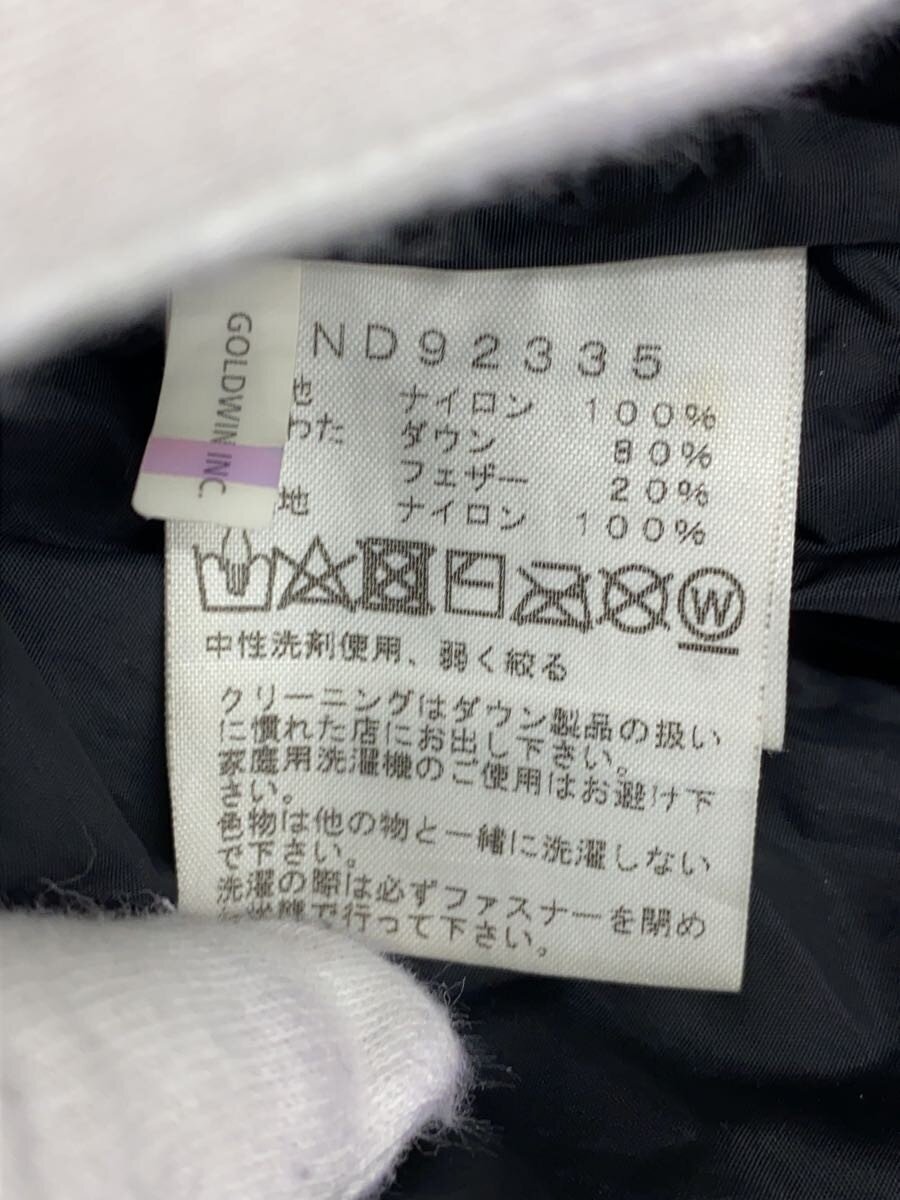 GOLDWIN INC.
ND92335
地 ナイロン 100%
わた ダウン 80%
フェザー 20%
地 ナイロン 100%
W
中性洗剤使用、弱く絞る
クリーニングはダウン製品の扱い
に慣れた店にお出し下さい。
家庭用洗濯機のご使用はお避け下
さい。
色物は他の物と一緒に洗濯しない
で下さい。
洗濯の際は必ずファスナーを閉め
で行って下さい。